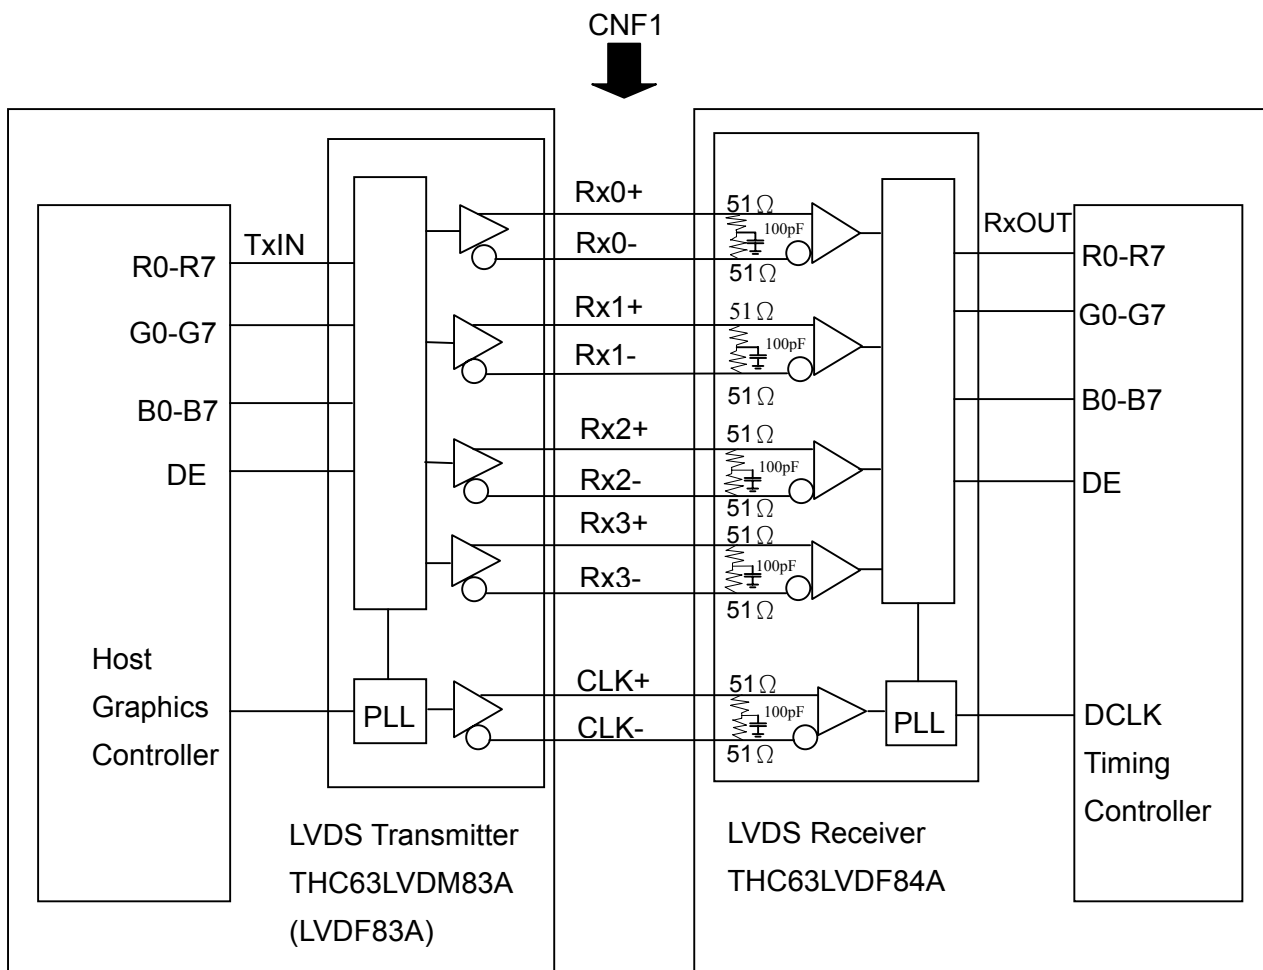 CNF1
TxIN
R0-R7
G0-G7
B0-B7
DE
Host
Graphics
Controller
PLL
Rx0+
Rx0-
Rx1+
Rx1-
Rx2+
Rx2-
Rx3+
Rx3-
CLK+
CLK-
51Ω
100pF
51Ω
51Ω
100pF
51Ω
51Ω
100pF
51Ω
51Ω
100pF
51Ω
51Ω
100pF
51Ω
PLL
RxOUT
R0-R7
G0-G7
B0-B7
DE
DCLK
Timing
Controller
LVDS Transmitter
THC63LVDM83A
(LVDF83A)
LVDS Receiver
THC63LVDF84A